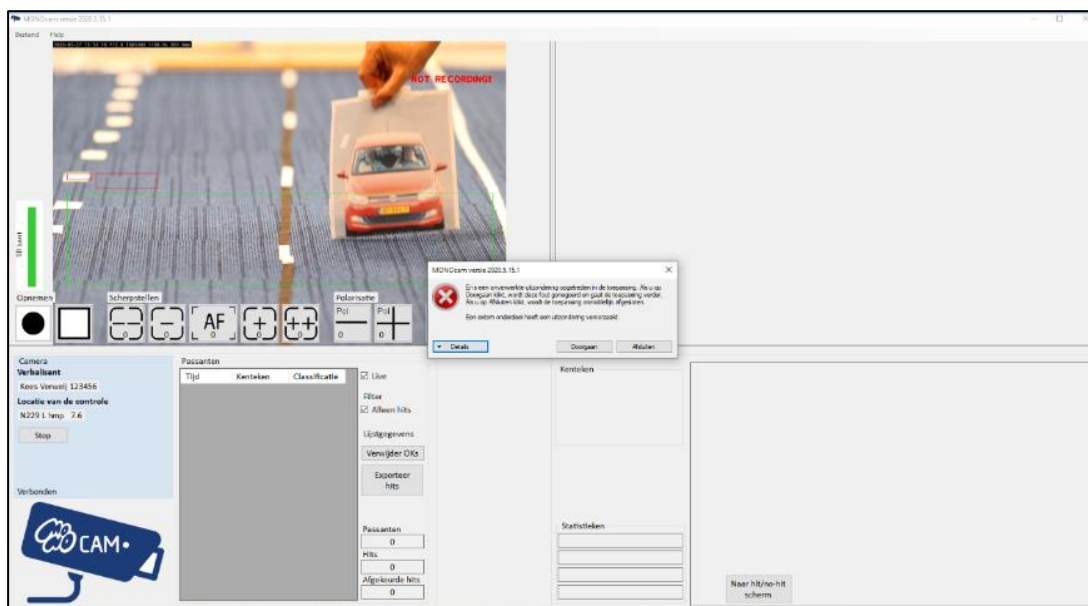 MONOcam versie 2020.5.15.1
Bestand Help
NOT RECORDING!
SD kaart
Opnemen Scherpstellen Polarisatie
AF
Pol Pol
0 0 0 0 0 0 0
MONOcam versie 2020.5.15.1
Er is een onverwerkte uitzondering opgetreden in de toepassing. Als u op
Doorgaan klikt, wordt deze fout genegeerd en gaat de toepassing verder.
Als u op Afsluiten klikt, wordt de toepassing onmiddellijk afgesloten.
Een extern onderdeel heeft een uitzondering veroorzaakt.
Details Doorgaan Afsluiten
Camera
Verbalisant
Kees Verweij 123456
Locatie van de controle
N229 L hmp 7.6
Stop
Verbonden
CAM
Passanten
Tijd Kenteken Classificatie
Live
Filter
Alleen hits
Lijstgegevens
Verwijder OKs
Exporteer
hits
Passanten
0
Hits
0
Afgekeurde hits
0
Kenteken
Statistieken
Naar hit/no-hit
scherm